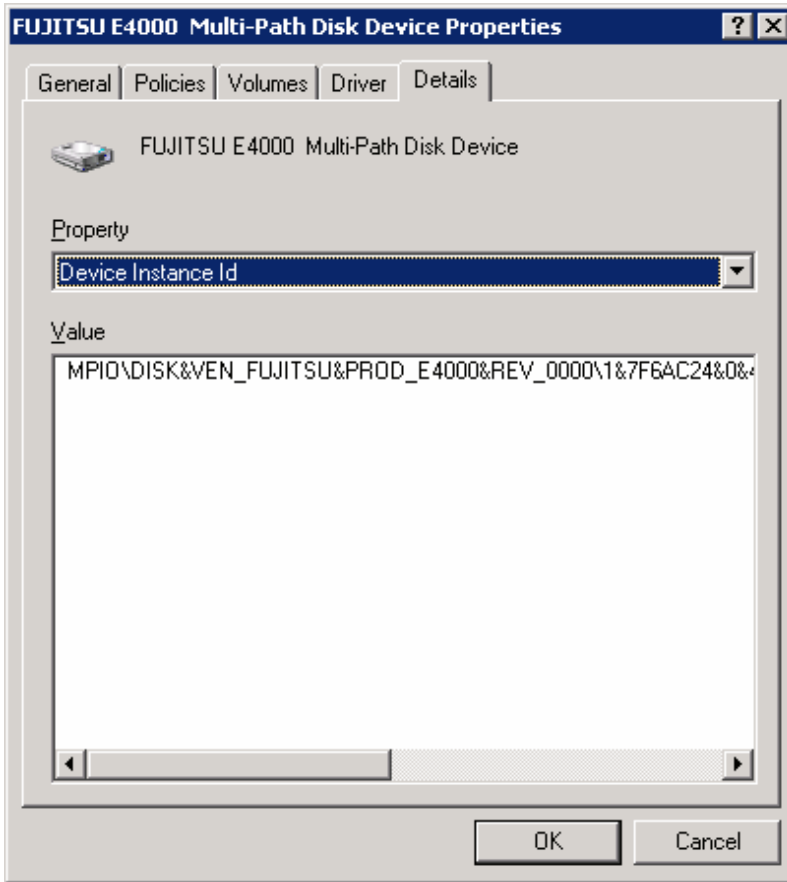 FUJITSU E4000  Multi-Path Disk Device Properties
General Policies Volumes Driver Details
FUJITSU E4000  Multi-Path Disk Device
Property
Device Instance Id
Value
MPIO\DISK&VEN_FUJITSU&PROD_E4000&REV_0000\1&7F6AC24&0&4
OK Cancel